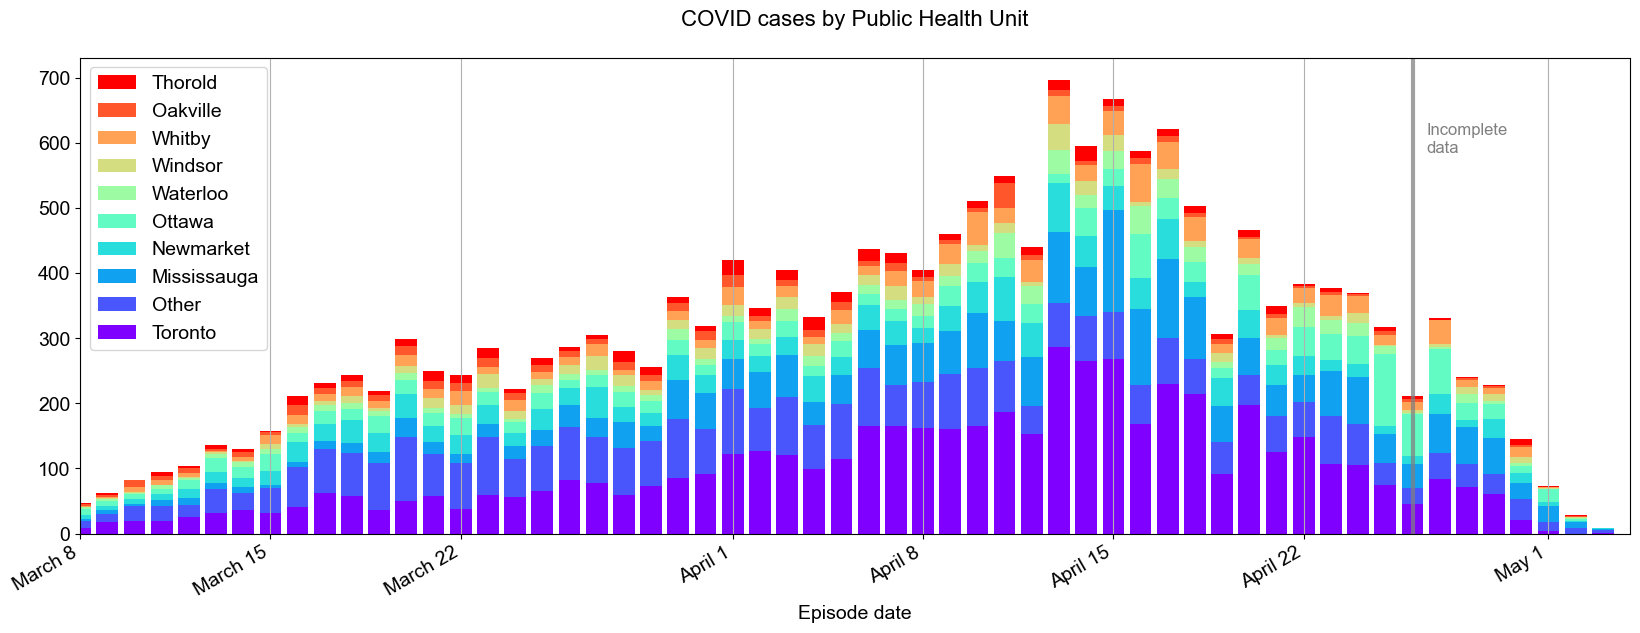 COVID cases by Public Health Unit
700
600
500
400
300
200
100
0
Thorold
Oakville
Whitby
Windsor
Waterloo
Ottawa
Newmarket
Mississauga
Other
Toronto
Incomplete
data
March 8
March 15
March 22
April 1
April 8
April 15
April 22
May 1
Episode date